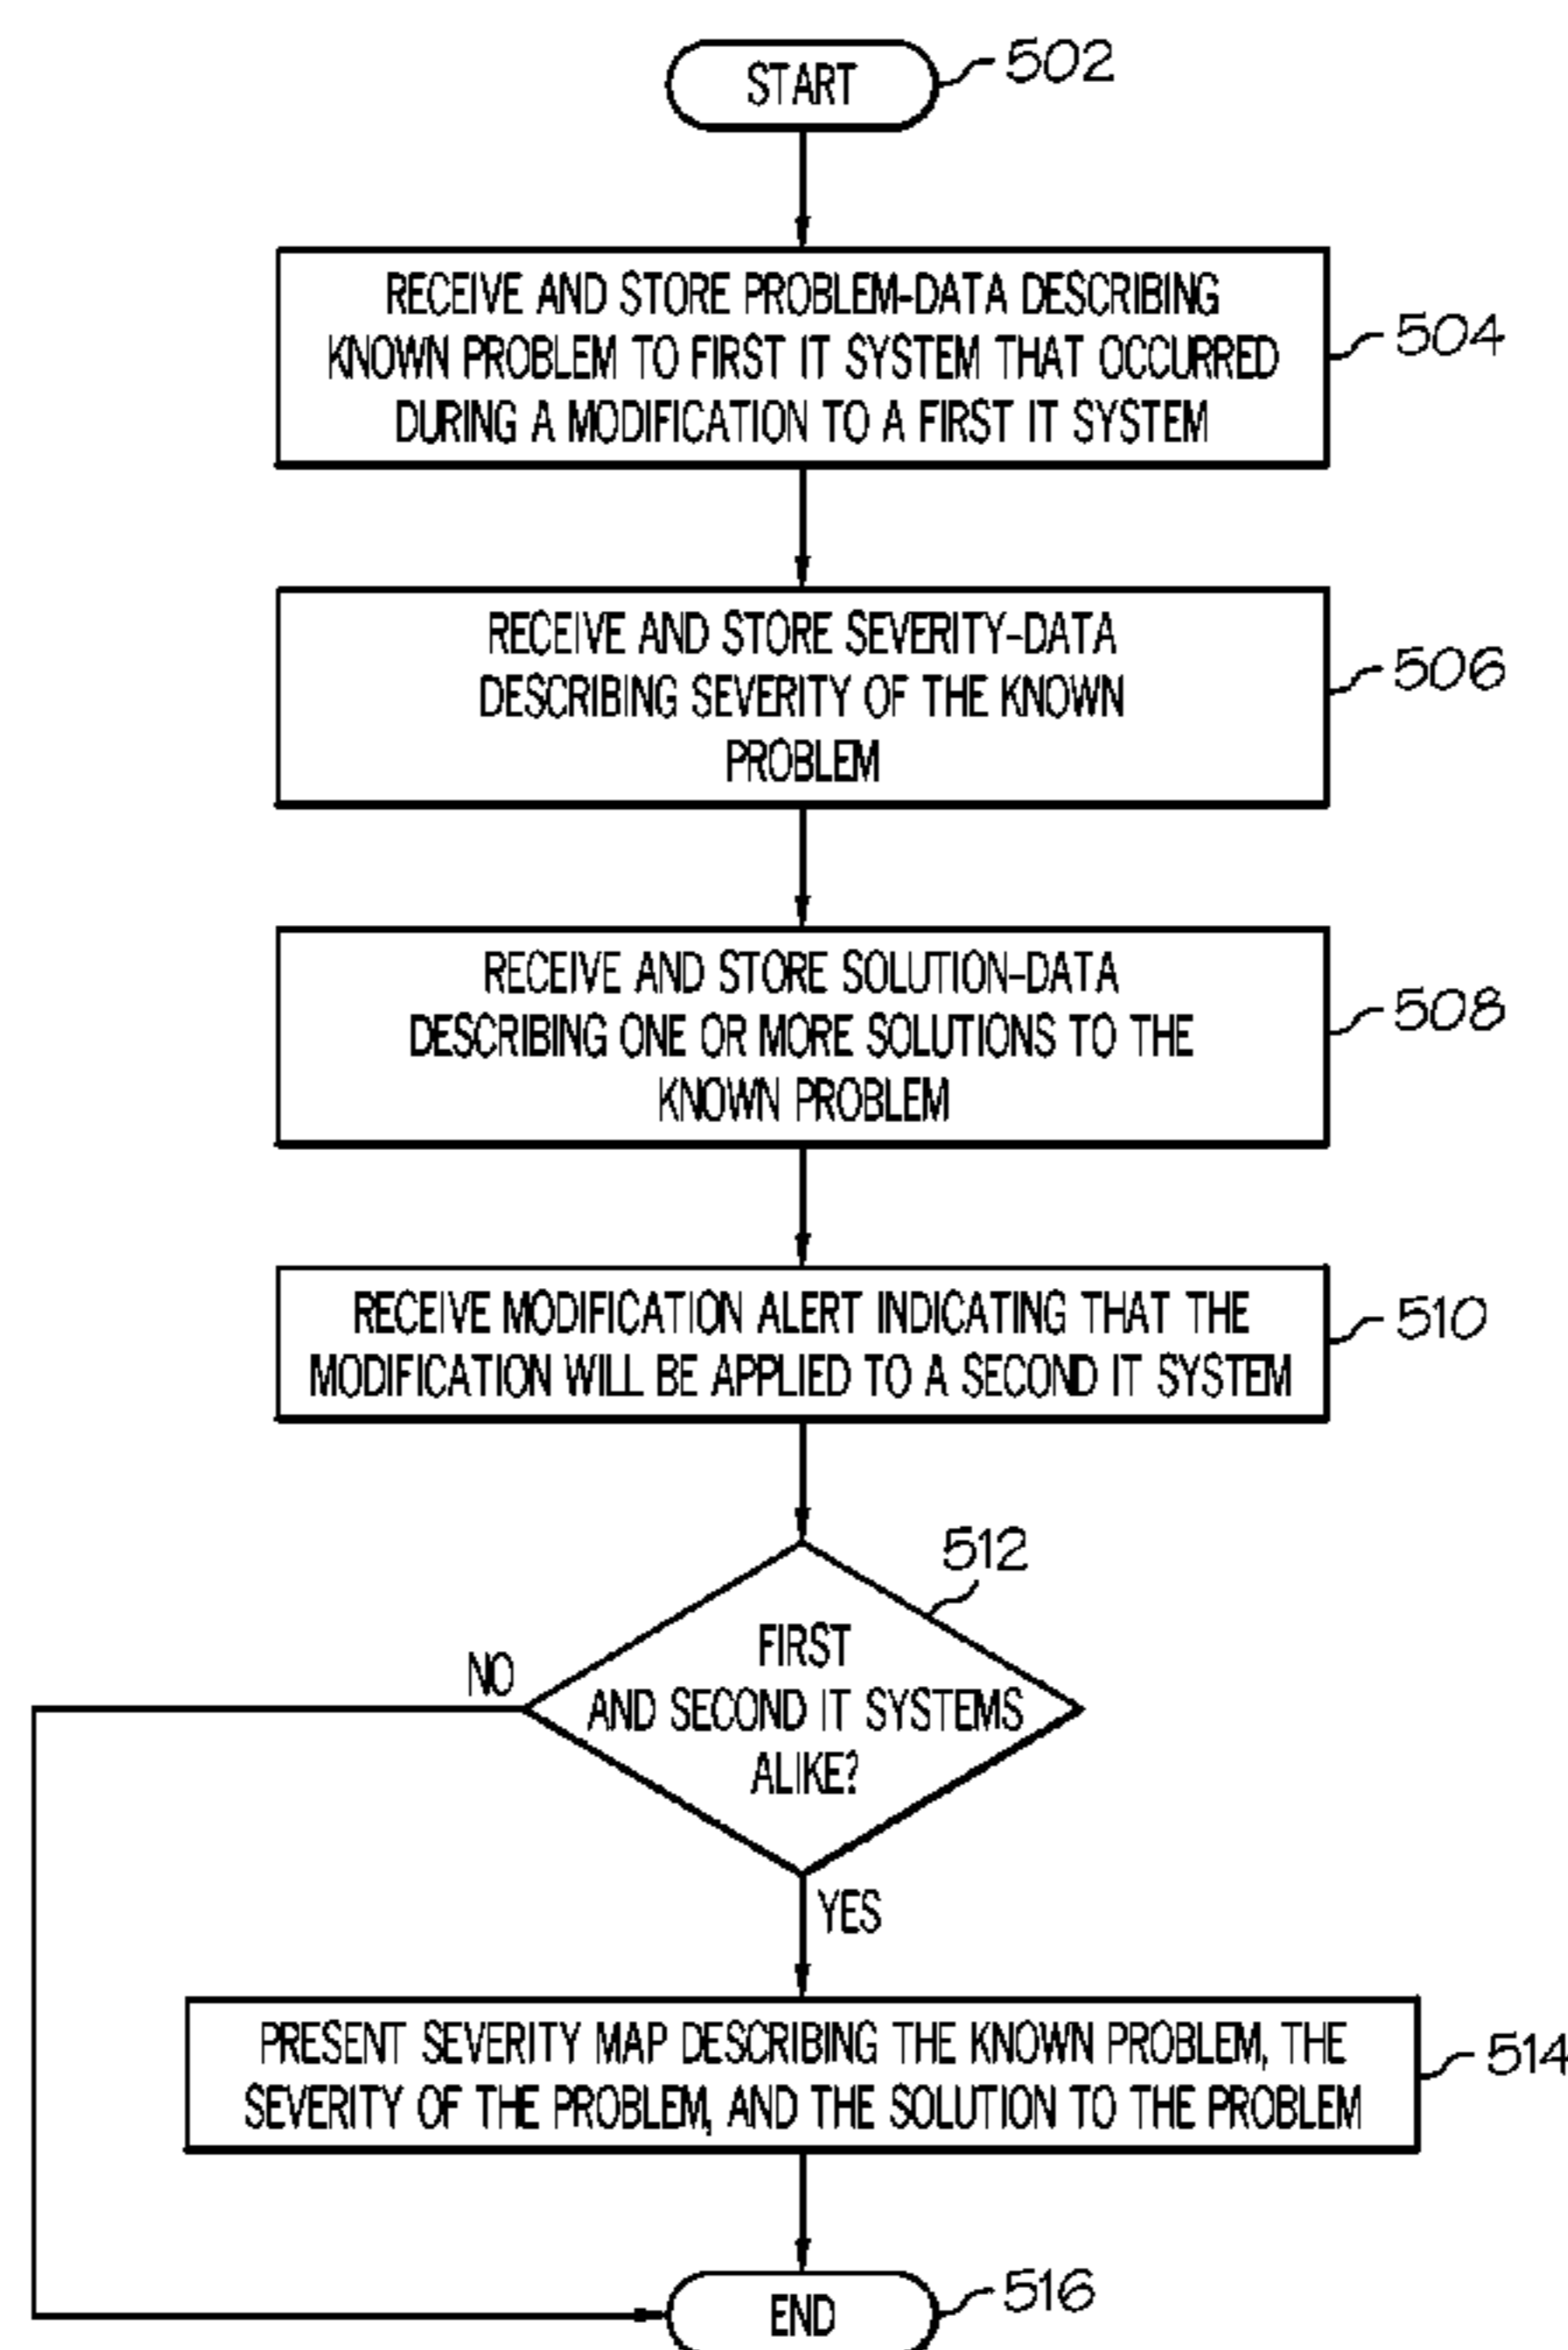 START
502
RECEIVE AND STORE PROBLEM-DATA DESCRIBING
KNOWN PROBLEM TO FIRST IT SYSTEM THAT OCCURRED
DURING A MODIFICATION TO A FIRST IT SYSTEM
504
RECEIVE AND STORE SEVERITY-DATA
DESCRIBING SEVERITY OF THE KNOWN
PROBLEM
506
RECEIVE AND STORE SOLUTION-DATA
DESCRIBING ONE OR MORE SOLUTIONS TO THE
KNOWN PROBLEM
508
RECEIVE MODIFICATION ALERT INDICATING THAT THE
MODIFICATION WILL BE APPLIED TO A SECOND IT SYSTEM
510
512
FIRST
AND SECOND IT SYSTEMS
ALIKE?
NO
YES
PRESENT SEVERITY MAP DESCRIBING THE KNOWN PROBLEM, THE
SEVERITY OF THE PROBLEM, AND THE SOLUTION TO THE PROBLEM
514
END
516